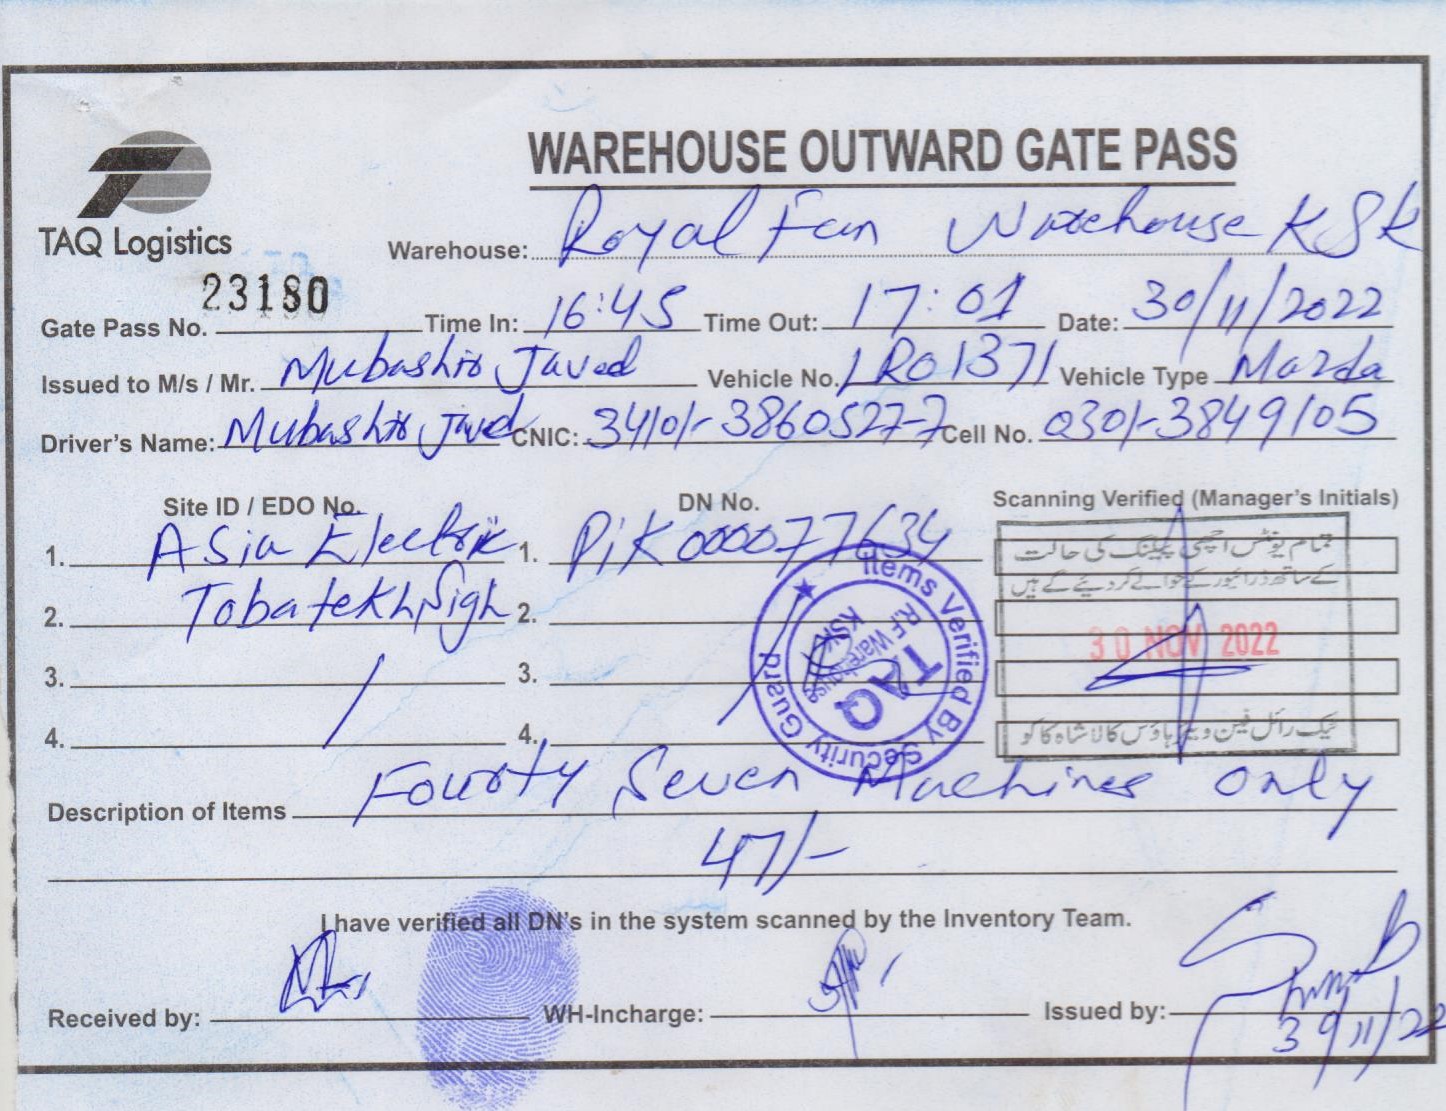 WAREHOUSE OUTWARD GATE PASS
TAQ Logistics
Warehouse: Royal Fan Warehouse KSK
23180
Gate Pass No. Time In: 16:45 Time Out: 17:01 Date: 30/11/2022
Issued to M/s / Mr. Mubashir Javed Vehicle No. LRO1371 Vehicle Type Mazda
Driver's Name: Mubashir Javed CNIC: 34101-3860527-7 Cell No. 0301-3849105
Site ID / EDO No. DN No. Scanning Verified (Manager's Initials)
1. Asia Electric 1. PiK000077634
2. Tobatekhsigh 2.
3. 3.
4. 4.
تمام یونٹس اچھی پیکنگ کی حالت
کے ساتھ ڈرائیور کے حوالے کر دیئے گئے ہیں
30 NOV 2022
ٹیک رائل فین ویئر ہاؤس کالا شاہ کاکو
Items Verified By Security Guard
TAQ
R.F Warehouse
KSK
Description of Items Fourty Seven Machines only
47/-
I have verified all DN's in the system scanned by the Inventory Team.
Received by: WH-Incharge: Issued by:
30/11/22